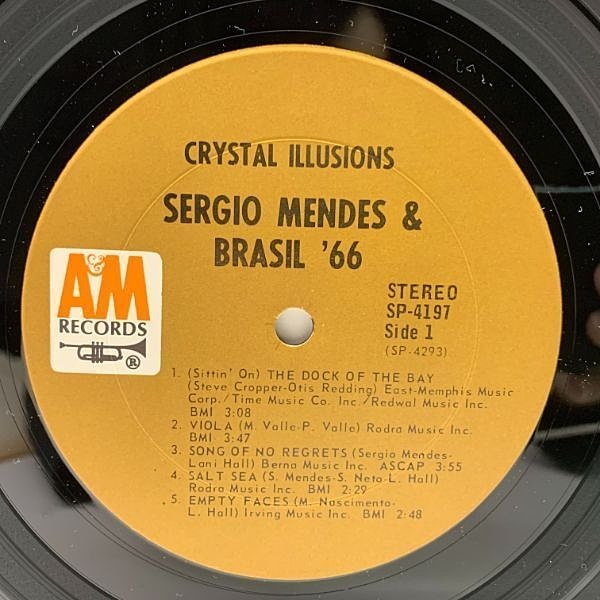 CRYSTAL ILLUSIONS
SERGIO MENDES &
BRASIL '66
A&M
RECORDS
®
STEREO
SP-4197
Side 1
(SP-4293)
1. (Sittin' On) THE DOCK OF THE BAY
(Steve Cropper-Otis Redding) East-Memphis Music
Corp./Time Music Co. Inc./Redwal Music Inc.
BMI 3:08
2. VIOLA (M. Valle-P. Valle) Rodra Music Inc.
BMI 3:47
3. SONG OF NO REGRETS (Sergio Mendes-
Lani Hall) Berna Music Inc. ASCAP 3:55
4. SALT SEA (S. Mendes-S. Neto-L. Hall)
Rodra Music Inc. BMI 2:29
5. EMPTY FACES (M. Nascimento-
L. Hall) Irving Music Inc. BMI 2:48